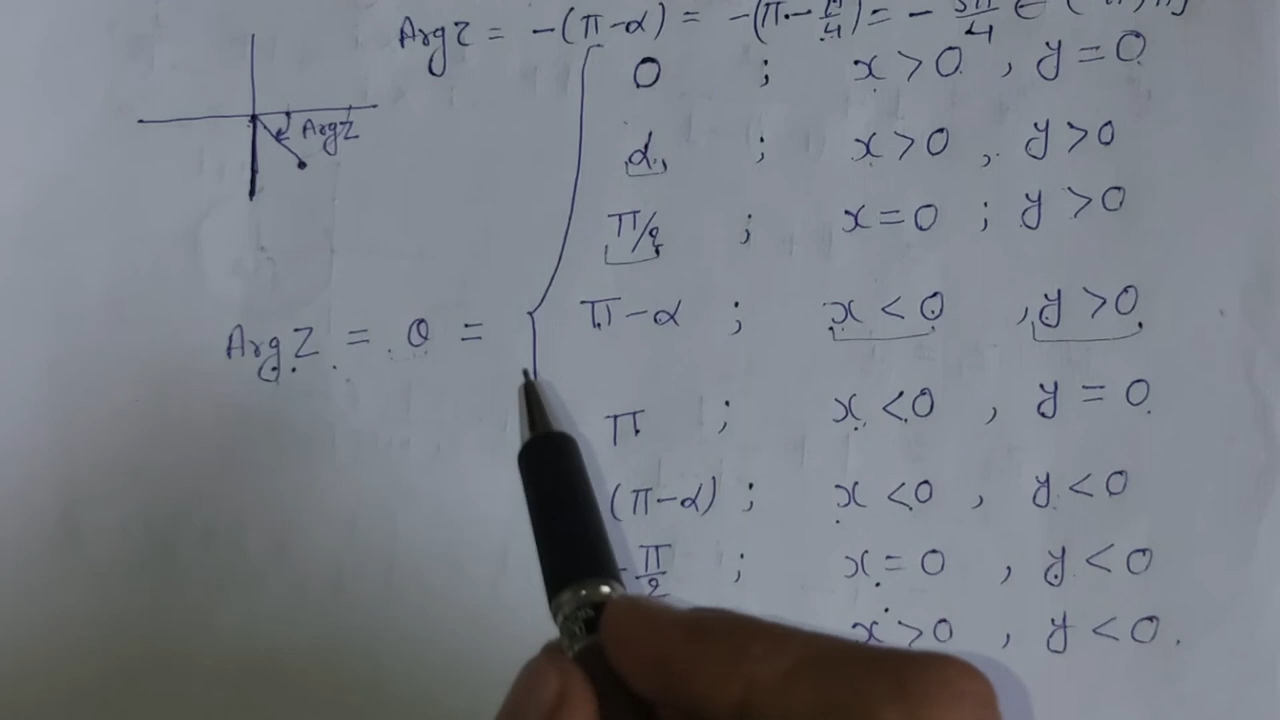 Arg Z = -(π-α) = -(π-π/4) = - 3π/4 ∈ (-π, π]
0 ; x>0 , y=0
Arg Z
α ; x>0 , y>0
π/2 ; x=0 ; y>0
π-α ; x<0 , y>0
Arg Z = θ =
π ; x<0 , y=0
(π-α) ; x<0 , y<0
-π/2 ; x=0 , y<0
x>0 , y<0.